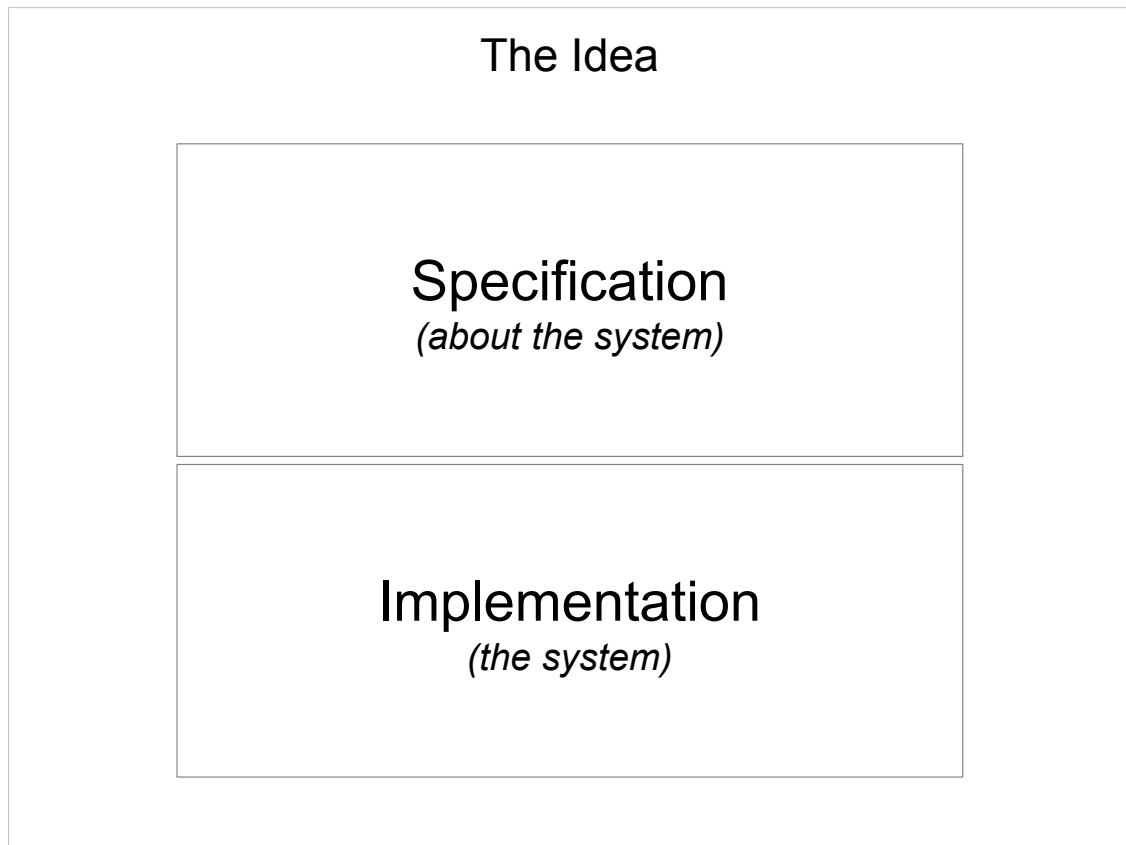 The Idea
Specification
(about the system)
Implementation
(the system)